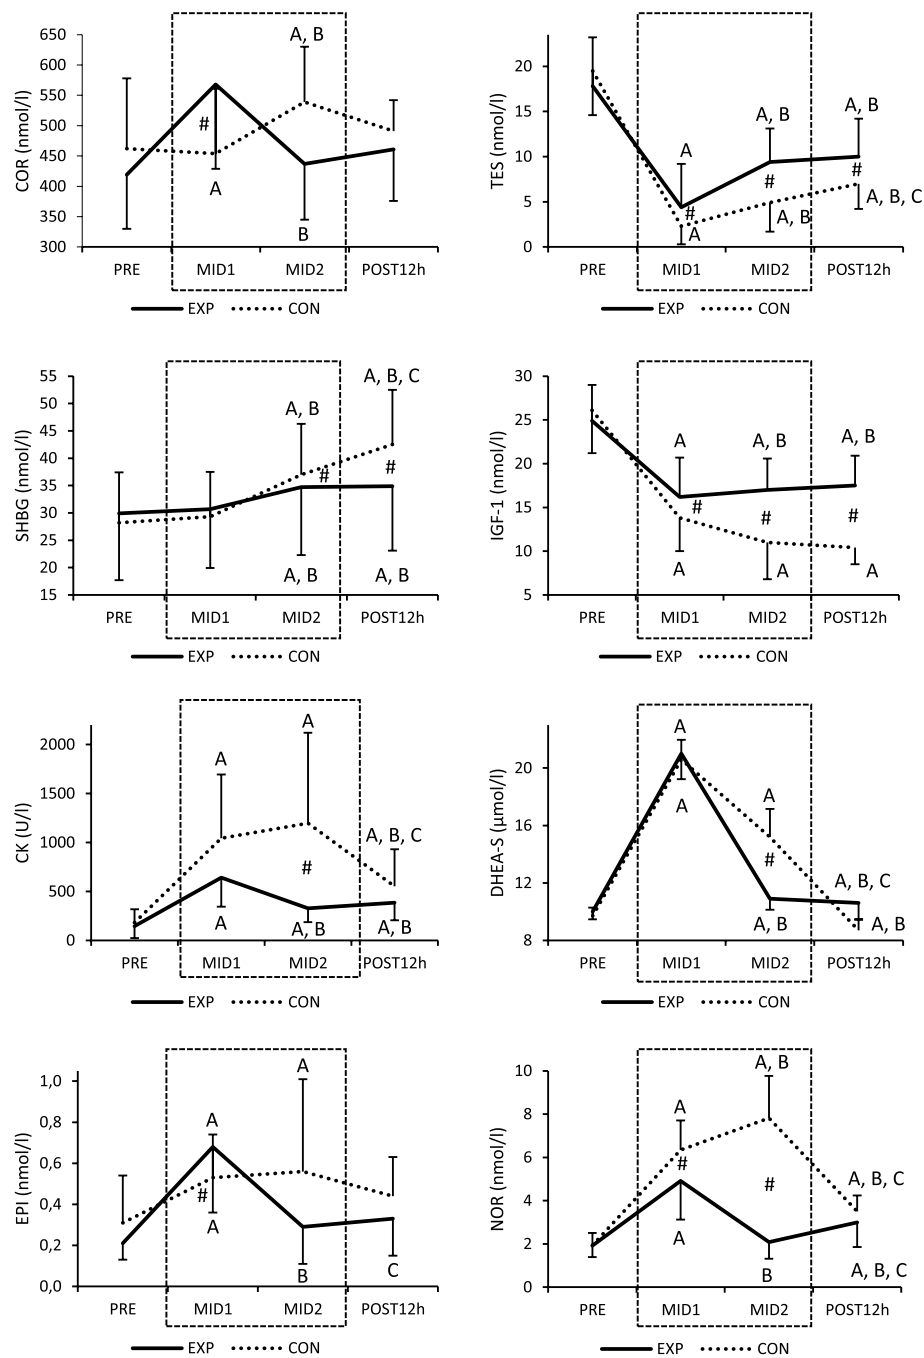 COR (nmol/l)
650
600
550
500
450
400
350
300
A, B
#
A
B
PRE MID1 MID2 POST12h
EXP CON
TES (nmol/l)
20
15
10
5
0
A
A, B
A, B
#
#
#
A
A, B
A, B, C
PRE MID1 MID2 POST12h
EXP CON
SHBG (nmol/l)
55
50
45
40
35
30
25
20
15
A, B, C
A, B
#
#
A, B
A, B
PRE MID1 MID2 POST12h
EXP CON
IGF-1 (nmol/l)
30
25
20
15
10
5
A
A, B
A, B
#
#
#
A
A
A
PRE MID1 MID2 POST12h
EXP CON
CK (U/l)
2000
1500
1000
500
0
A
A
A, B, C
#
A
A, B
A, B
PRE MID1 MID2 POST12h
EXP CON
DHEA-S (µmol/l)
20
16
12
8
A
A
A
#
A, B, C
A, B
A, B
PRE MID1 MID2 POST12h
EXP CON
EPI (nmol/l)
1,0
0,8
0,6
0,4
0,2
0,0
A
A
#
A
B
C
PRE MID1 MID2 POST12h
EXP CON
NOR (nmol/l)
10
8
6
4
2
0
A, B
A
#
#
A, B, C
A
B
A, B, C
PRE MID1 MID2 POST12h
EXP CON